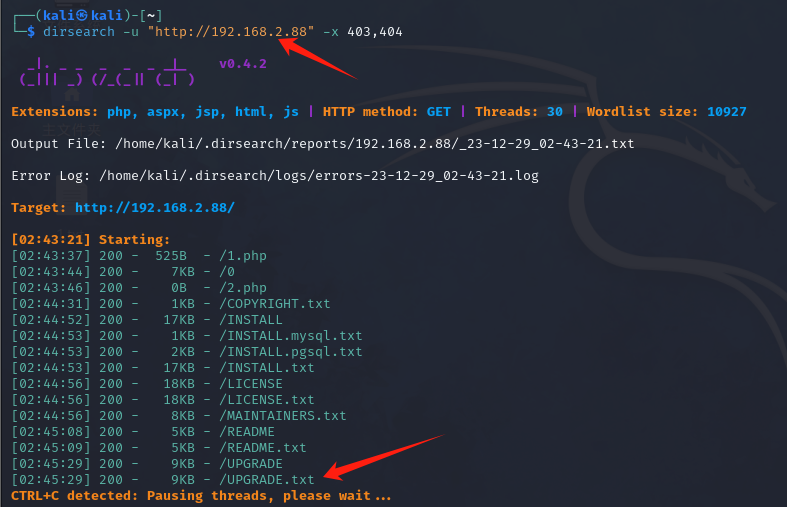 ┌──(kali㉿kali)-[~]
└─$ dirsearch -u "http://192.168.2.88" -x 403,404
v0.4.2
Extensions: php, aspx, jsp, html, js | HTTP method: GET | Threads: 30 | Wordlist size: 10927
Output File: /home/kali/.dirsearch/reports/192.168.2.88/_23-12-29_02-43-21.txt
Error Log: /home/kali/.dirsearch/logs/errors-23-12-29_02-43-21.log
Target: http://192.168.2.88/
[02:43:21] Starting:
[02:43:37] 200 - 525B - /1.php
[02:43:44] 200 - 7KB - /0
[02:43:46] 200 - 0B - /2.php
[02:44:31] 200 - 1KB - /COPYRIGHT.txt
[02:44:52] 200 - 17KB - /INSTALL
[02:44:53] 200 - 1KB - /INSTALL.mysql.txt
[02:44:53] 200 - 2KB - /INSTALL.pgsql.txt
[02:44:53] 200 - 17KB - /INSTALL.txt
[02:44:56] 200 - 18KB - /LICENSE
[02:44:56] 200 - 18KB - /LICENSE.txt
[02:44:56] 200 - 8KB - /MAINTAINERS.txt
[02:45:08] 200 - 5KB - /README
[02:45:09] 200 - 5KB - /README.txt
[02:45:29] 200 - 9KB - /UPGRADE
[02:45:29] 200 - 9KB - /UPGRADE.txt
CTRL+C detected: Pausing threads, please wait...